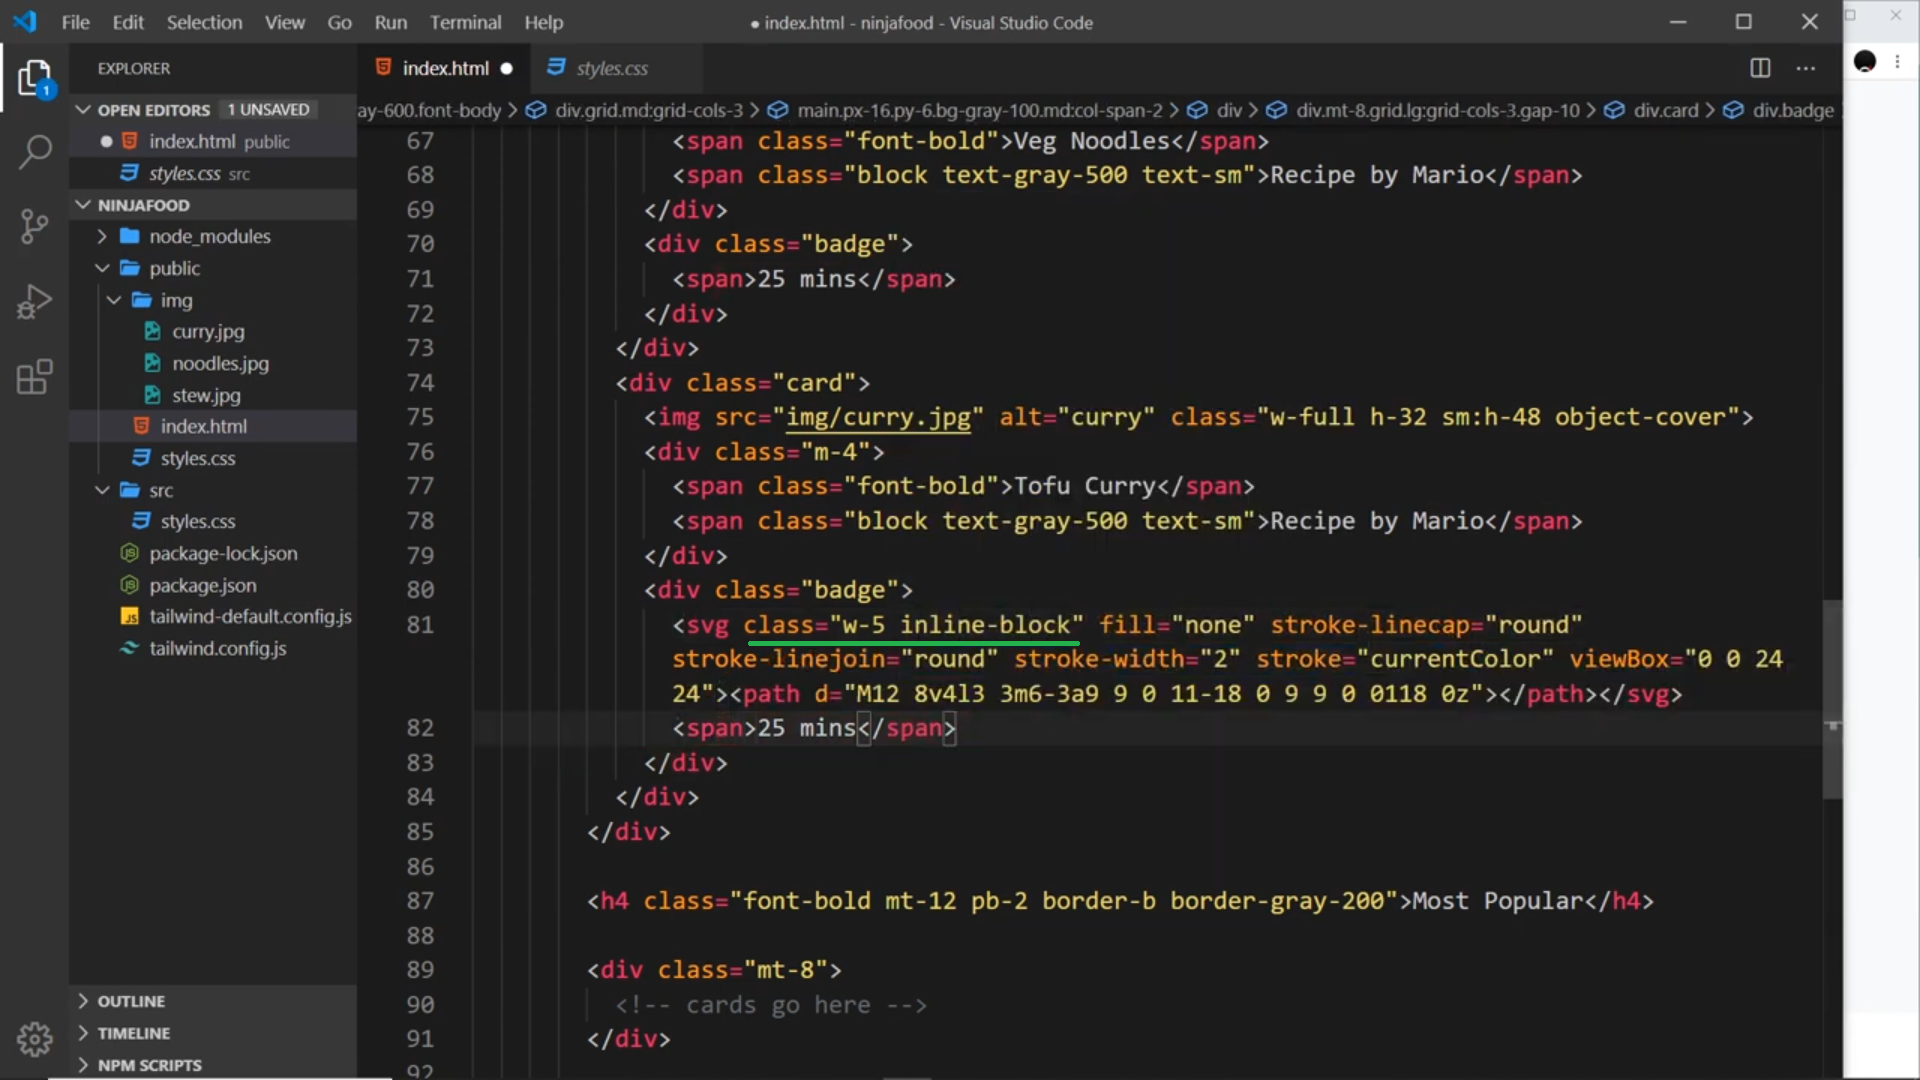 File Edit Selection View Go Run Terminal Help
● index.html - ninjafood - Visual Studio Code
1
EXPLORER
OPEN EDITORS 1 UNSAVED
index.html public
styles.css src
NINJAFOOD
node_modules
public
img
curry.jpg
noodles.jpg
stew.jpg
index.html
styles.css
src
styles.css
package-lock.json
package.json
tailwind-default.config.js
tailwind.config.js
OUTLINE
TIMELINE
NPM SCRIPTS
index.html ● styles.css
ay-600.font-body > div.grid.md:grid-cols-3 > main.px-16.py-6.bg-gray-100.md:col-span-2 > div > div.mt-8.grid.lg:grid-cols-3.gap-10 > div.card > div.badge
67 <span class="font-bold">Veg Noodles</span>
68 <span class="block text-gray-500 text-sm">Recipe by Mario</span>
69 </div>
70 <div class="badge">
71 <span>25 mins</span>
72 </div>
73 </div>
74 <div class="card">
75 <img src="img/curry.jpg" alt="curry" class="w-full h-32 sm:h-48 object-cover">
76 <div class="m-4">
77 <span class="font-bold">Tofu Curry</span>
78 <span class="block text-gray-500 text-sm">Recipe by Mario</span>
79 </div>
80 <div class="badge">
81 <svg class="w-5 inline-block" fill="none" stroke-linecap="round"
stroke-linejoin="round" stroke-width="2" stroke="currentColor" viewBox="0 0 24
24"><path d="M12 8v4l3 3m6-3a9 9 0 11-18 0 9 9 0 0118 0z"></path></svg>
82 <span>25 mins</span>
83 </div>
84 </div>
85 </div>
86
87 <h4 class="font-bold mt-12 pb-2 border-b border-gray-200">Most Popular</h4>
88
89 <div class="mt-8">
90 <!-- cards go here -->
91 </div>
92